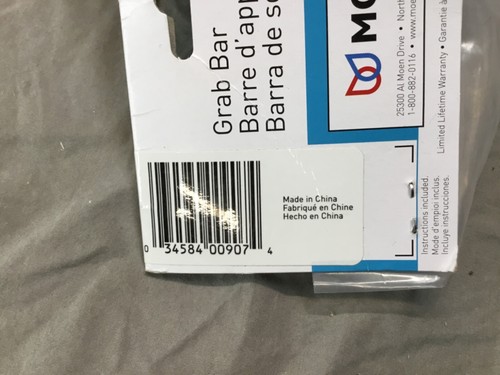 Grab Bar
Barre d'app
Barra de se
MO
25300 Al Moen Drive • North
1-800-882-0116 • www.moe
Limited Lifetime Warranty • Garantie à
Instructions included.
Mode d'emploi inclus.
Incluye instrucciones.
Made in China
Fabriqué en Chine
Hecho en China
0 34584 00907 4